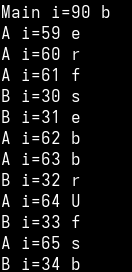 Main i=90 b
A i=59 e
A i=60 r
A i=61 f
B i=30 s
B i=31 e
A i=62 b
A i=63 b
B i=32 r
A i=64 U
B i=33 f
A i=65 s
B i=34 b